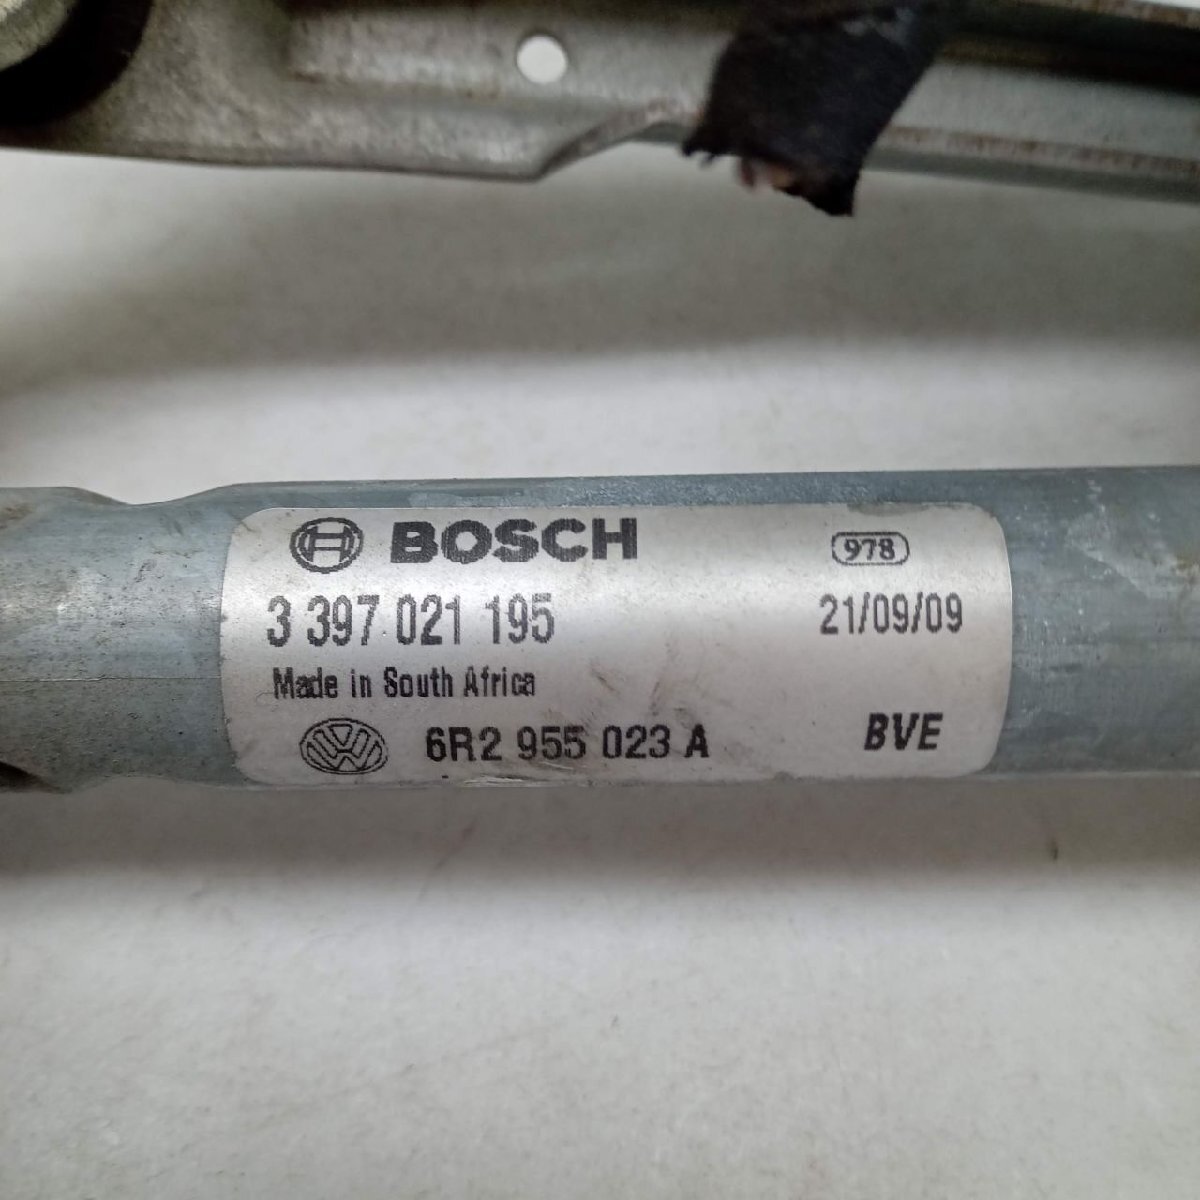 BOSCH 978
3 397 021 195 21/09/09
Made in South Africa
6R2 955 023 A BVE